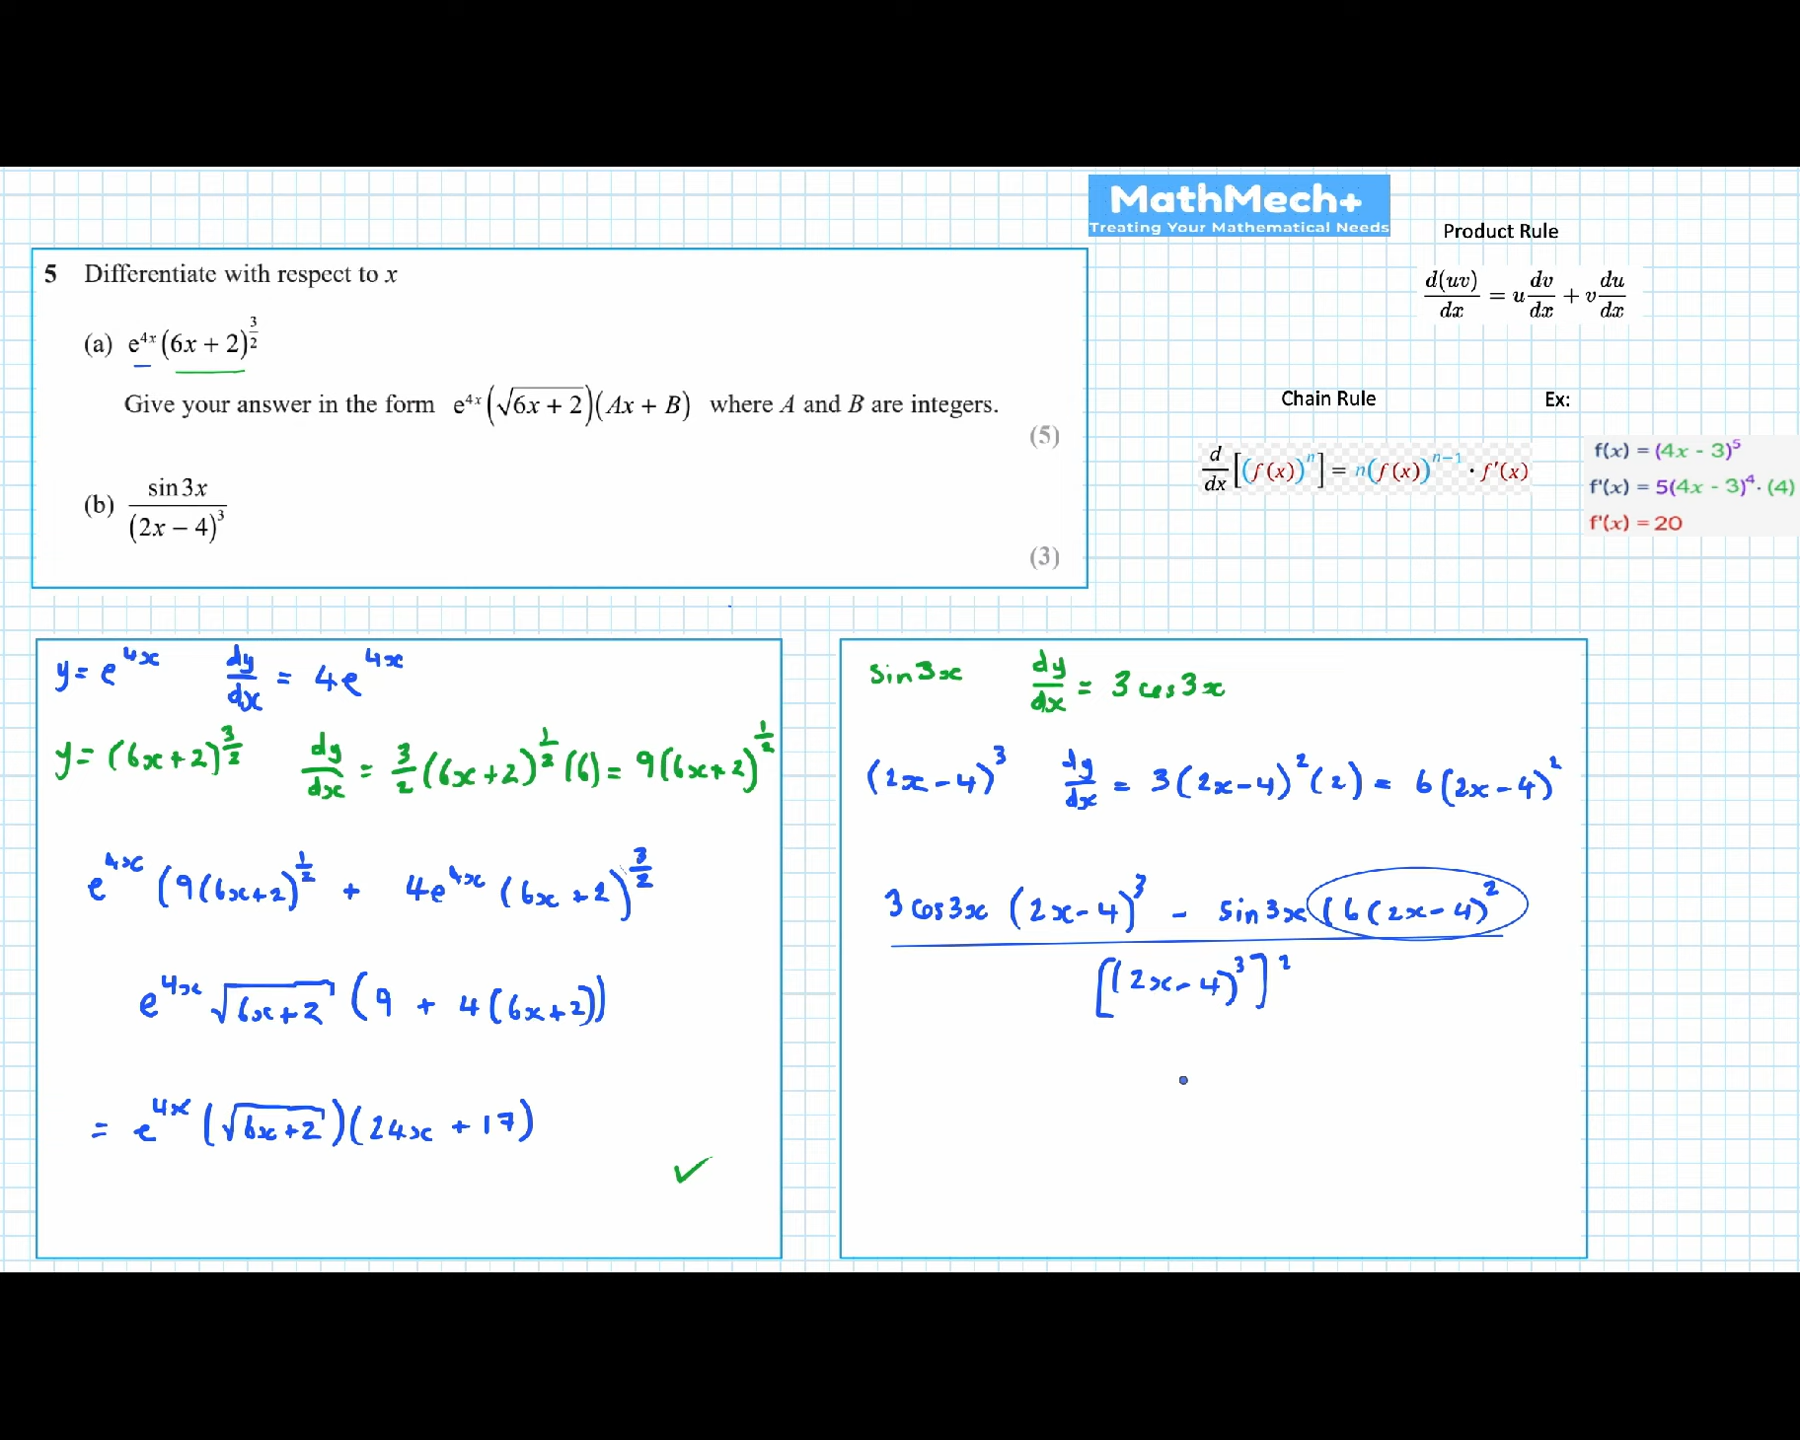 MathMech+
Treating Your Mathematical Needs
Product Rule
d(uv)/dx = u dv/dx + v du/dx
5 Differentiate with respect to x
(a) e^{4x}(6x + 2)^{3/2}
Give your answer in the form e^{4x}(√(6x + 2))(Ax + B) where A and B are integers.
(5)
(b) sin3x/(2x − 4)^3
(3)
Chain Rule
d/dx[(f(x))^n] = n(f(x))^{n−1} · f'(x)
Ex:
f(x) = (4x - 3)^5
f'(x) = 5(4x - 3)^4 · (4)
f'(x) = 20
y = e^{4x} dy/dx = 4e^{4x}
y = (6x+2)^{3/2} dy/dx = 3/2(6x+2)^{1/2}(6) = 9(6x+2)^{1/2}
e^{4x}(9(6x+2)^{1/2} + 4e^{4x}(6x+2)^{3/2}
e^{4x}√(6x+2)(9 + 4(6x+2))
= e^{4x}(√(6x+2))(24x + 17)
✓
sin3x dy/dx = 3cos3x
(2x-4)^3 dy/dx = 3(2x-4)^2(2) = 6(2x-4)^2
3cos3x(2x-4)^3 - sin3x(6(2x-4)^2
[(2x-4)^3]^2